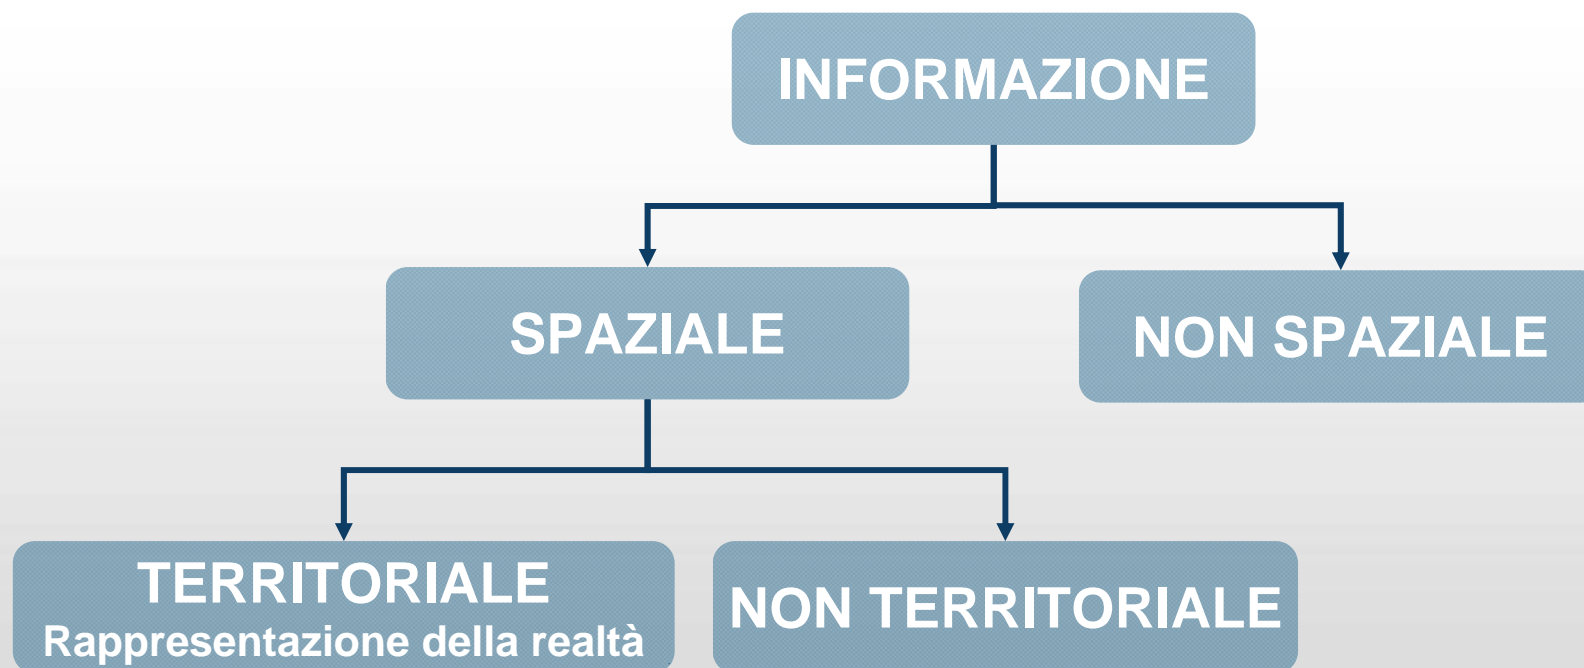 INFORMAZIONE
SPAZIALE
NON SPAZIALE
TERRITORIALE
Rappresentazione della realtà
NON TERRITORIALE